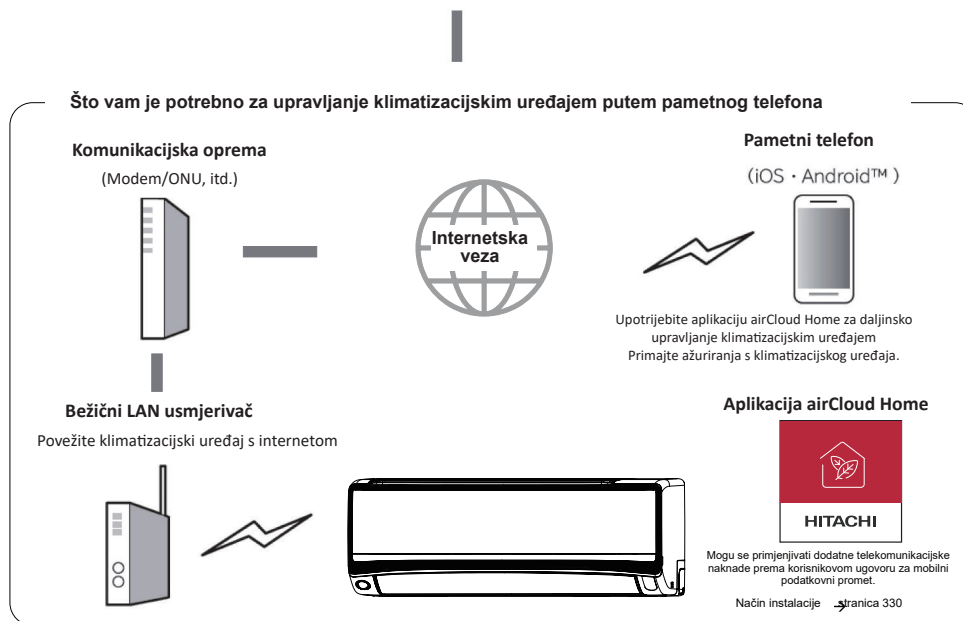 Što vam je potrebno za upravljanje klimatizacijskim uređajem putem pametnog telefona
Komunikacijska oprema
(Modem/ONU, itd.)
Internetska
veza
Pametni telefon
(iOS・Android™)
Upotrijebite aplikaciju airCloud Home za daljinsko
upravljanje klimatizacijskim uređajem
Primajte ažuriranja s klimatizacijskog uređaja.
Bežični LAN usmjerivač
Povežite klimatizacijski uređaj s internetom
Aplikacija airCloud Home
HITACHI
Mogu se primjenjivati dodatne telekomunikacijske
naknade prema korisnikovom ugovoru za mobilni
podatkovni promet.
Način instalacije → stranica 330